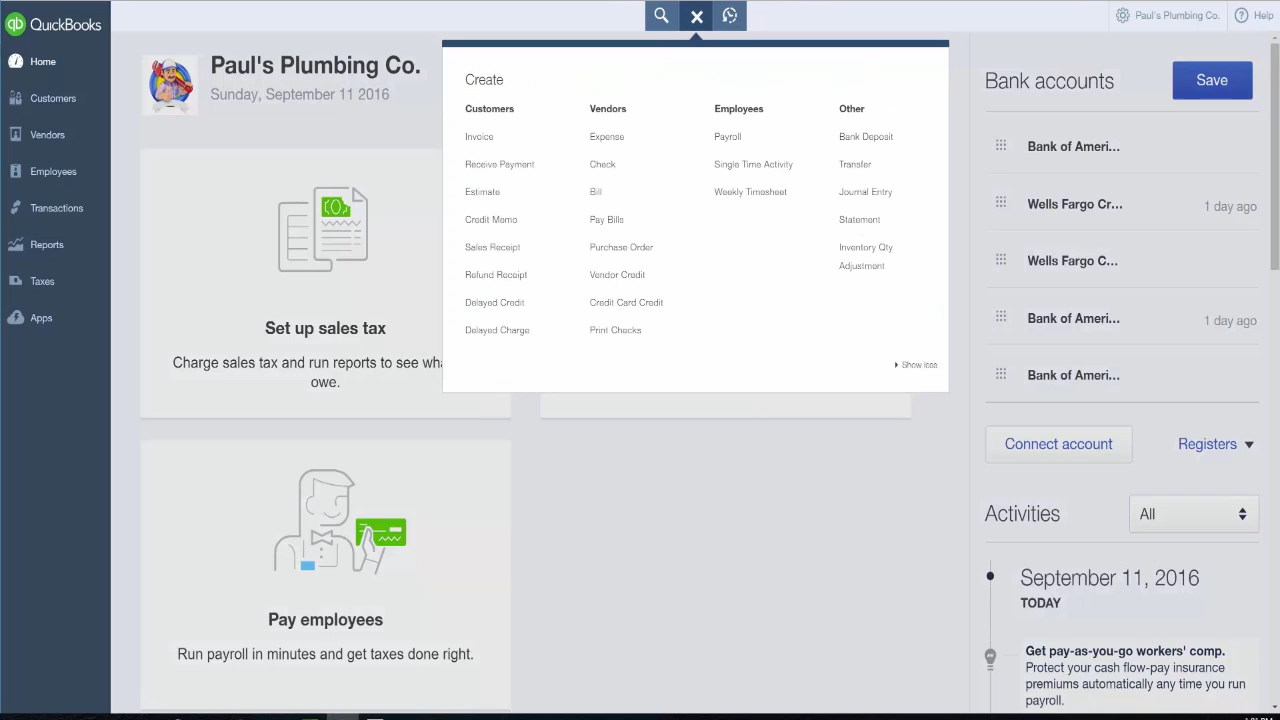 QuickBooks
Paul's Plumbing Co.
Help
Home
Customers
Vendors
Employees
Transactions
Reports
Taxes
Apps
Paul's Plumbing Co.
Sunday, September 11 2016
Set up sales tax
Charge sales tax and run reports to see wha
owe.
Pay employees
Run payroll in minutes and get taxes done right.
Create
Customers
Invoice
Receive Payment
Estimate
Credit Memo
Sales Receipt
Refund Receipt
Delayed Credit
Delayed Charge
Vendors
Expense
Check
Bill
Pay Bills
Purchase Order
Vendor Credit
Credit Card Credit
Print Checks
Employees
Payroll
Single Time Activity
Weekly Timesheet
Other
Bank Deposit
Transfer
Journal Entry
Statement
Inventory Qty
Adjustment
Show less
Bank accounts
Save
Bank of Ameri...
Wells Fargo Cr... 1 day ago
Wells Fargo C...
Bank of Ameri... 1 day ago
Bank of Ameri...
Connect account
Registers
Activities
All
September 11, 2016
TODAY
Get pay-as-you-go workers' comp.
Protect your cash flow-pay insurance
premiums automatically any time you run
payroll.